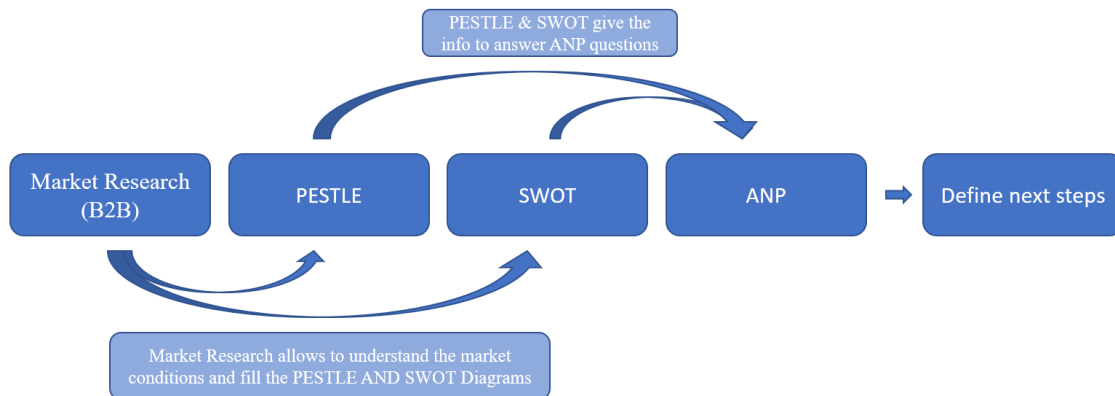 PESTLE & SWOT give the
info to answer ANP questions
Market Research
(B2B)
PESTLE
SWOT
ANP
Define next steps
Market Research allows to understand the market
conditions and fill the PESTLE AND SWOT Diagrams